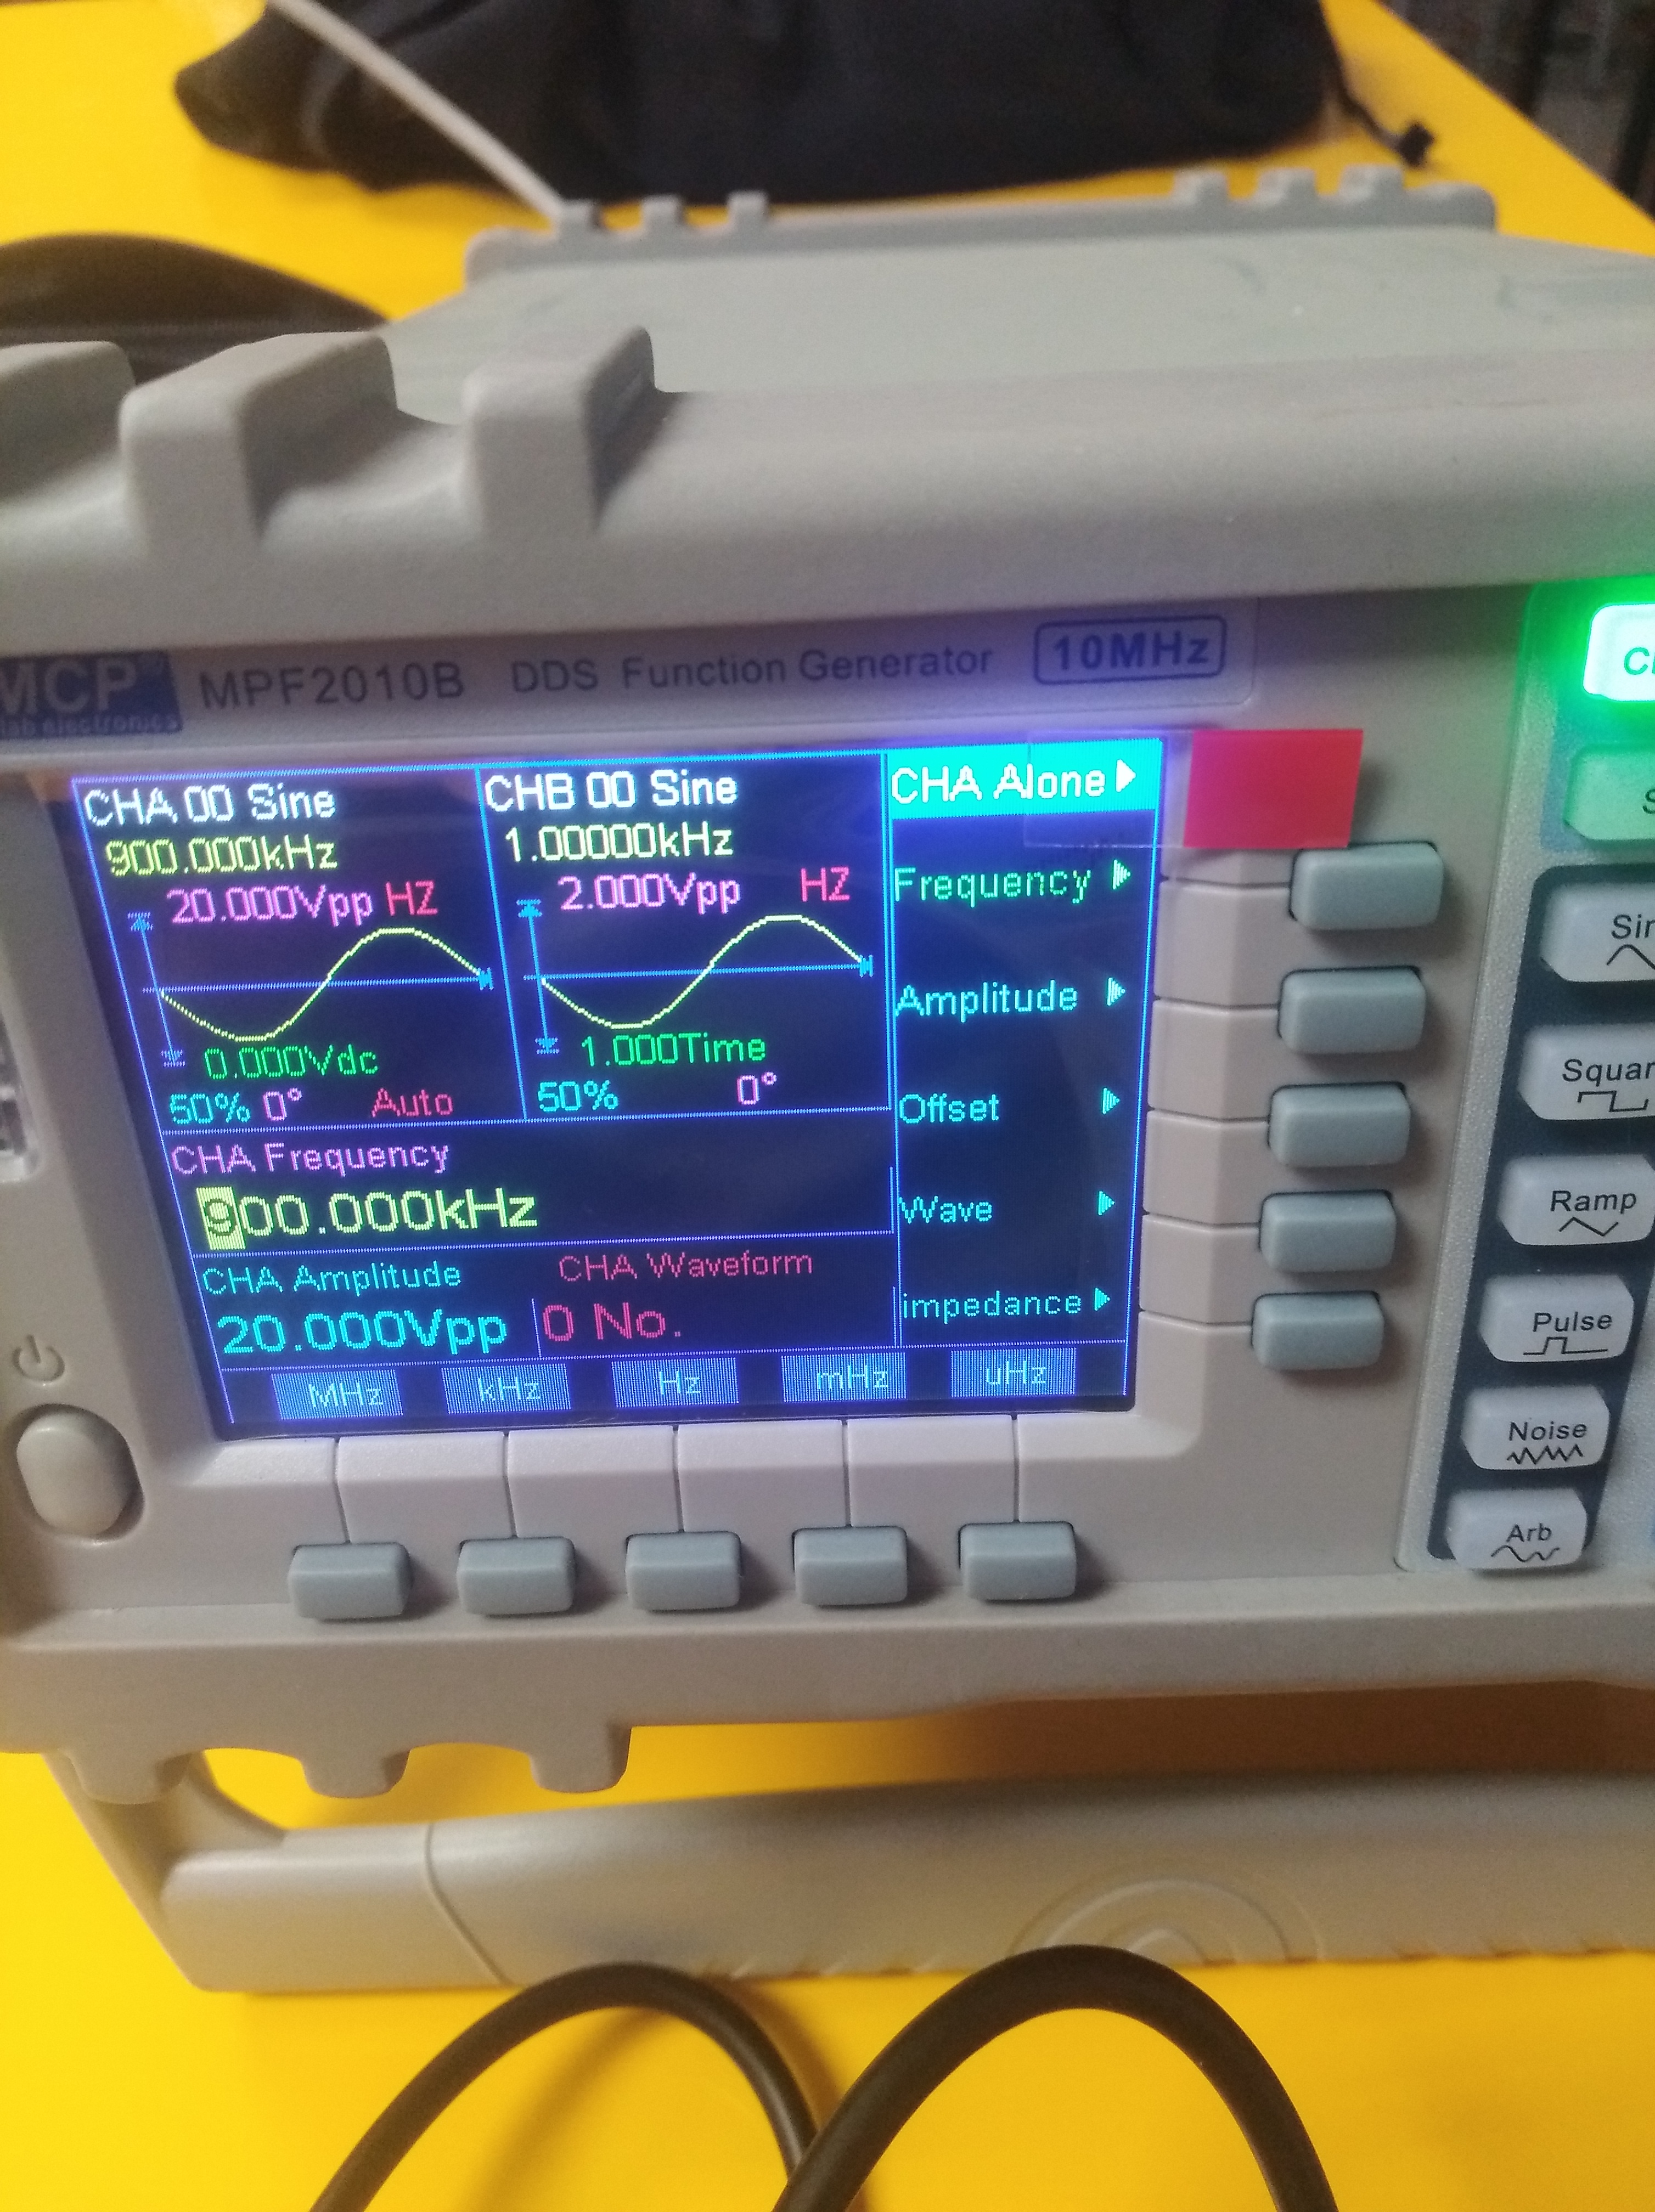 MCP
lab electronics
MPF2010B DDS Function Generator 10MHz
CHA 00 Sine
900.000kHz
20.000Vpp HZ
0.000Vdc
50% 0° Auto
CHB 00 Sine
1.00000kHz
2.000Vpp HZ
1.000Time
50% 0°
CHA Alone
Frequency
Amplitude
Offset
Wave
impedance
CHA Frequency
900.000kHz
CHA Amplitude
20.000Vpp
CHA Waveform
0 No.
MHz kHz Hz mHz uHz
Ramp
Pulse
Noise
Arb